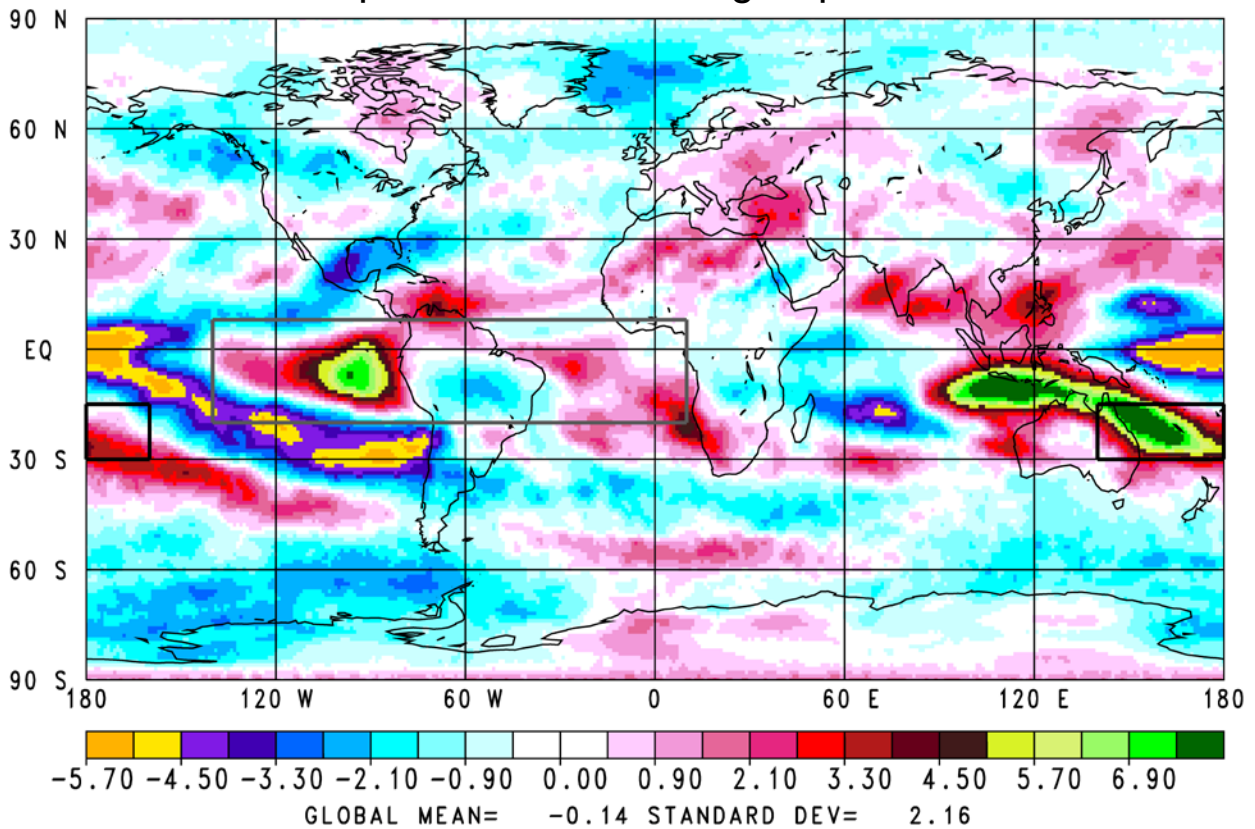 90 N
60 N
30 N
EQ
30 S
60 S
90 S
180 120 W 60 W 0 60 E 120 E 180
-5.70 -4.50 -3.30 -2.10 -0.90 0.00 0.90 2.10 3.30 4.50 5.70 6.90
GLOBAL MEAN= -0.14 STANDARD DEV= 2.16